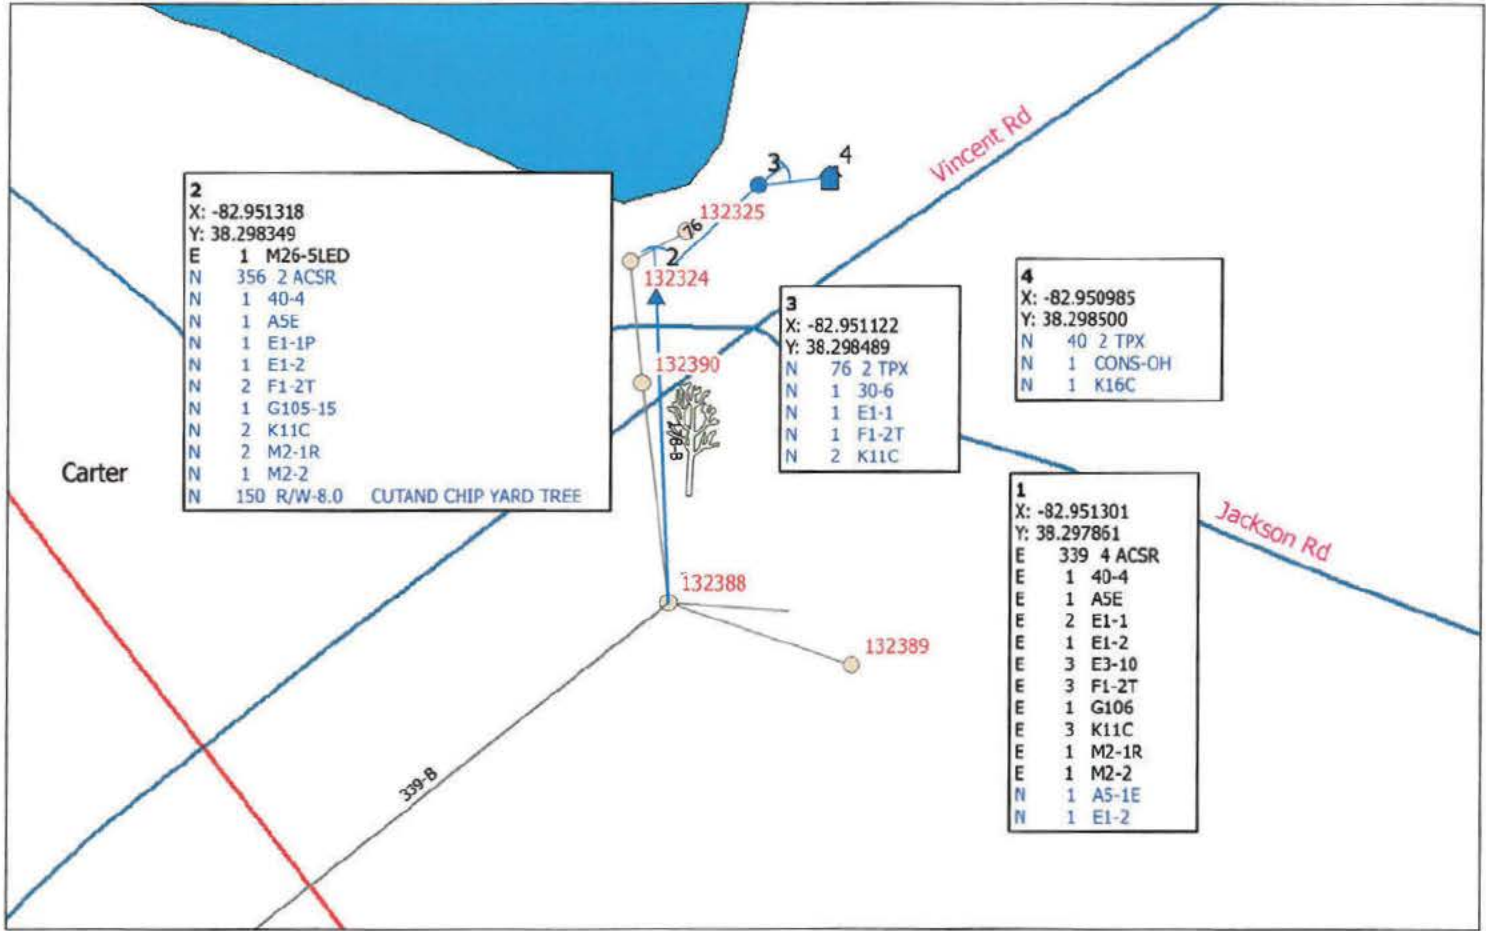 Vincent Rd
3
4
132325
76
2
132324
2
X: -82.951318
Y: 38.298349
E 1 M26-5LED
N 356 2 ACSR
N 1 40-4
N 1 A5E
N 1 E1-1P
N 1 E1-2
N 2 F1-2T
N 1 G105-15
N 2 K11C
N 2 M2-1R
N 1 M2-2
N 150 R/W-8.0 CUTAND CHIP YARD TREE
4
X: -82.950985
Y: 38.298500
N 40 2 TPX
N 1 CONS-OH
N 1 K16C
3
X: -82.951122
Y: 38.298489
N 76 2 TPX
N 1 30-6
N 1 E1-1
N 1 F1-2T
N 2 K11C
132390
178-B
Carter
1
X: -82.951301
Y: 38.297861
E 339 4 ACSR
E 1 40-4
E 1 A5E
E 2 E1-1
E 1 E1-2
E 3 E3-10
E 3 F1-2T
E 1 G106
E 3 K11C
E 1 M2-1R
E 1 M2-2
N 1 A5-1E
N 1 E1-2
Jackson Rd
132388
132389
339-B